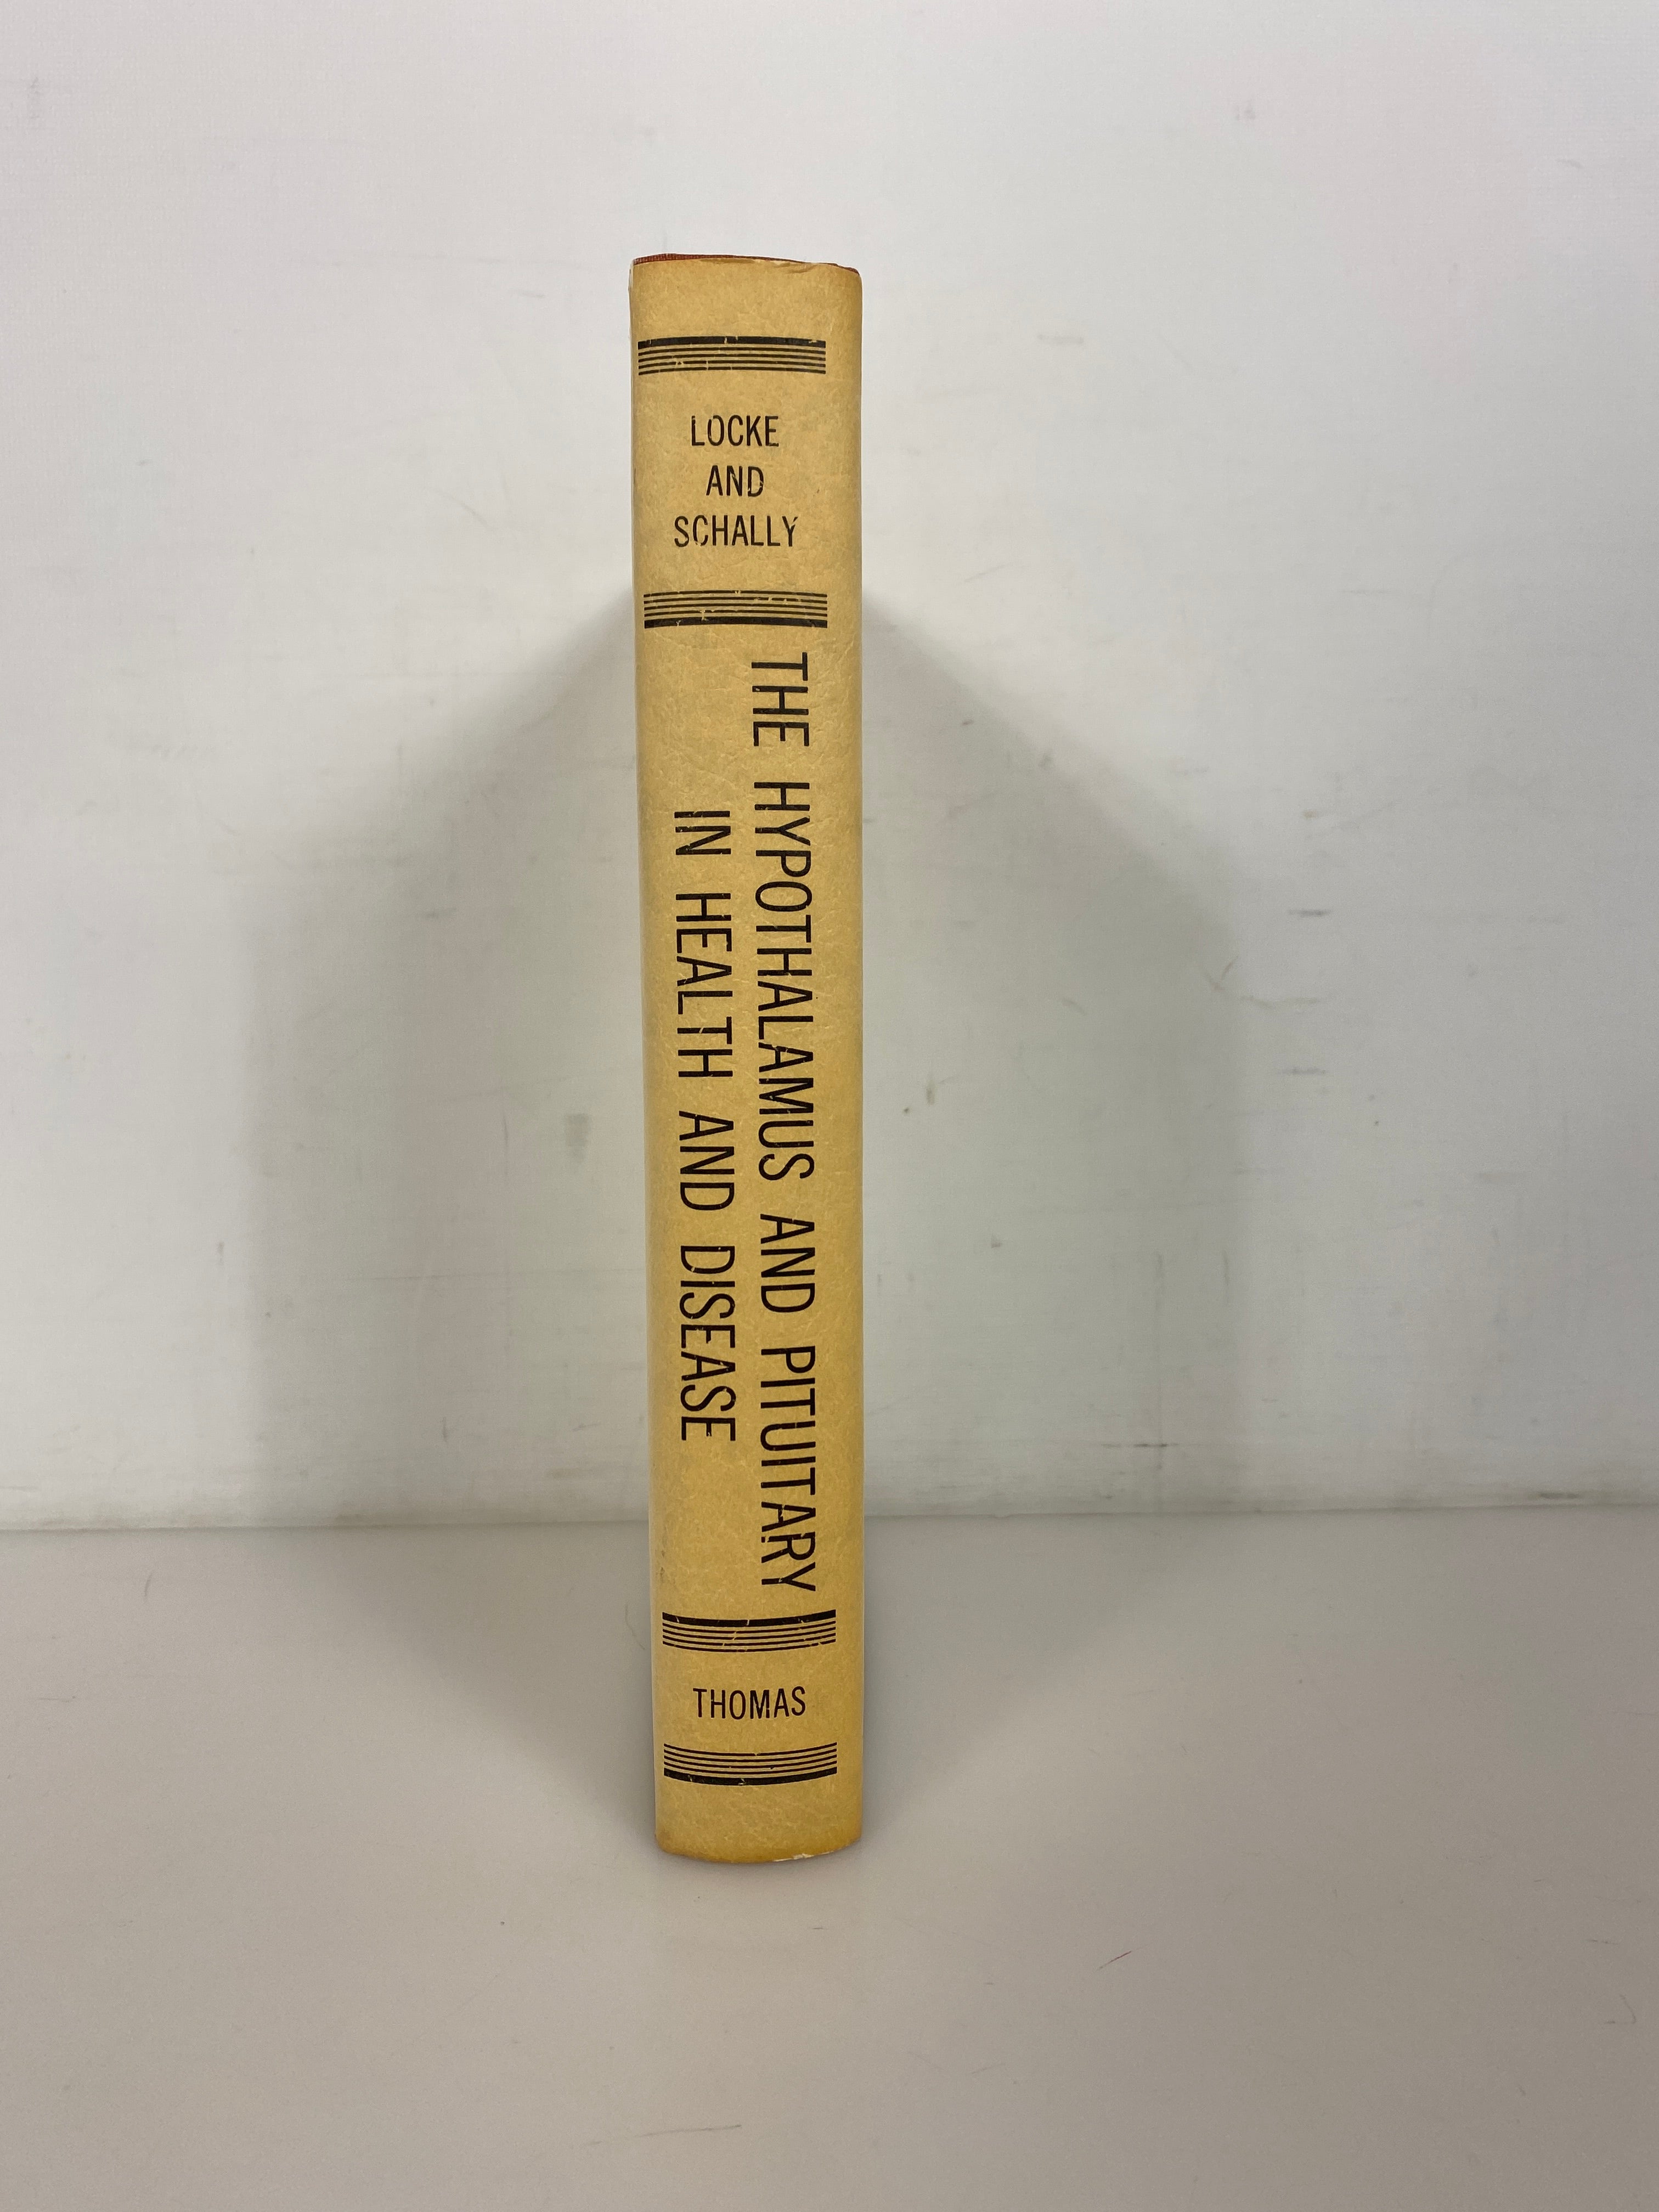 LOCKE
AND
SCHALLY
THE HYPOTHALAMUS AND PITUITARY
IN HEALTH AND DISEASE
THOMAS